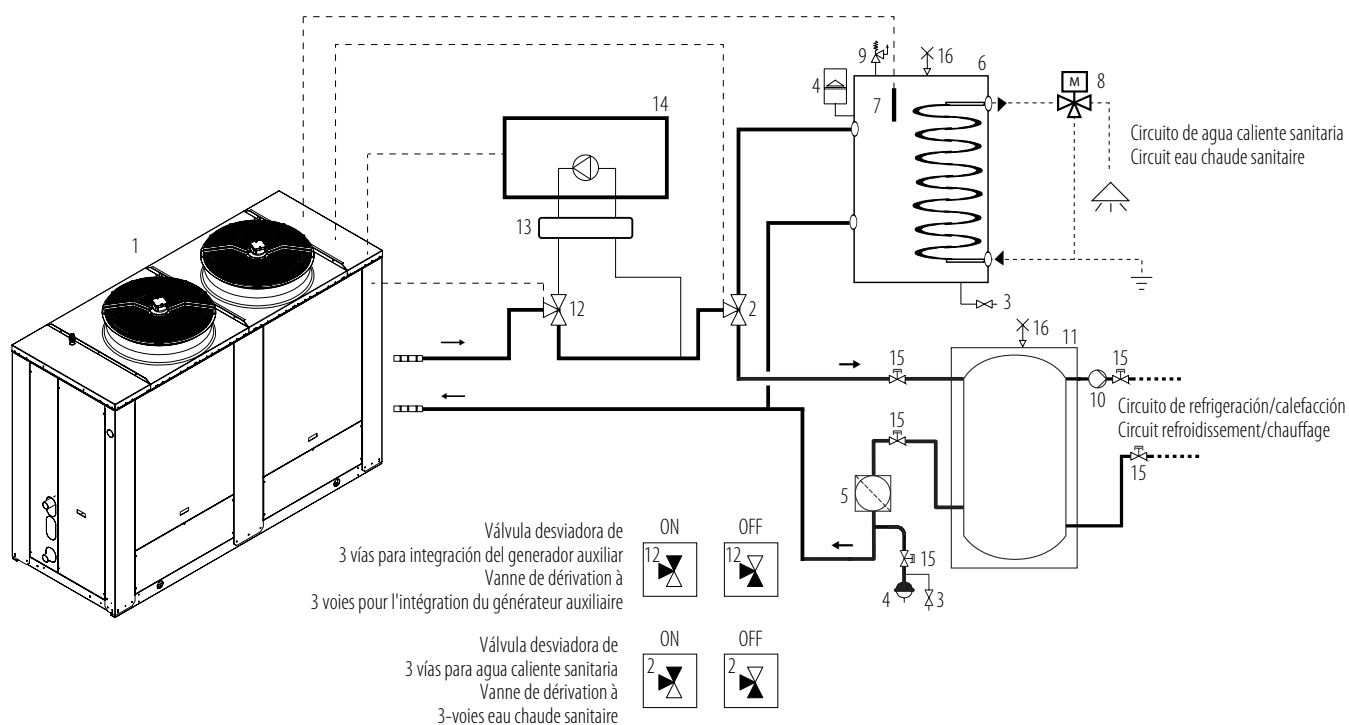 14
9
16
6
4
7
M
8
Circuito de agua caliente sanitaria
Circuit eau chaude sanitaire
1
13
12
2
3
16
11
15
15
10
Circuito de refrigeración/calefacción
Circuit refroidissement/chauffage
15
15
5
15
4
3
Válvula desviadora de
3 vías para integración del generador auxiliar
Vanne de dérivation à
3 voies pour l'intégration du générateur auxiliaire
ON
OFF
12
12
Válvula desviadora de
3 vías para agua caliente sanitaria
Vanne de dérivation à
3-voies eau chaude sanitaire
ON
OFF
2
2